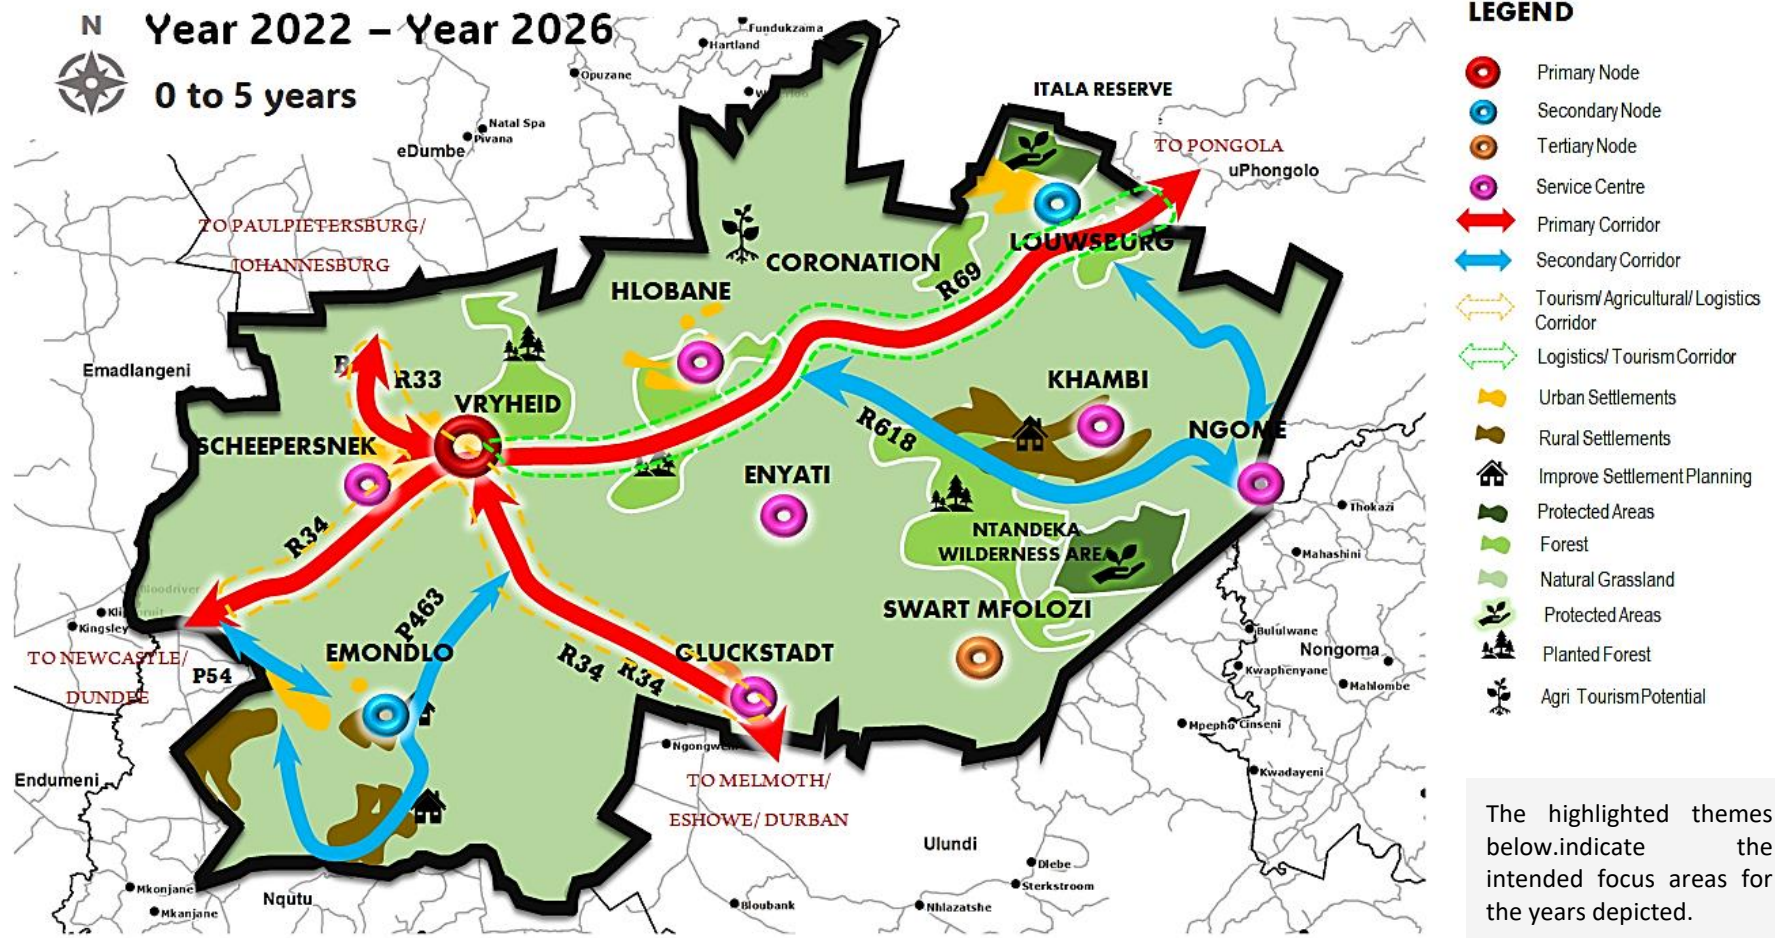 N
Year 2022 – Year 2026
0 to 5 years
Fundukzama
Hartland
Opuzane
Natal Spa
Pivana
eDumbe
ITALA RESERVE
TO PONGOLA
uPhongolo
TO PAULPIETERSBURG/
JOHANNESBURG
LOUWSBURG
CORONATION
R69
HLOBANE
Emadlangeni
R33
VRYHEID
KHAMBI
R618
NGOME
SCHEEPERSNEK
ENYATI
Thokazi
R34
NTANDEKA
WILDERNESS AREA
Mahashini
Bloodriver
Kingsley
P463
SWART MFOLOZI
Bululwane
Nongoma
TO NEWCASTLE/
DUNDEE
P54
EMONDLO
R34
R34
GLUCKSTADT
Kwaphenyane
Mahlombe
Mpepho
Cinseni
Endumeni
TO MELMOTH/
ESHOWE/ DURBAN
Kwadayeni
Ulundi
Dlebe
Sterkstroom
Mkonjane
Mkanjane
Nqutu
Bloubank
Nhlazatshe
LEGEND
Primary Node
Secondary Node
Tertiary Node
Service Centre
Primary Corridor
Secondary Corridor
Tourism/ Agricultural/ Logistics
Corridor
Logistics/ Tourism Corridor
Urban Settlements
Rural Settlements
Improve Settlement Planning
Protected Areas
Forest
Natural Grassland
Protected Areas
Planted Forest
Agri Tourism Potential
The highlighted themes
below.indicate the
intended focus areas for
the years depicted.